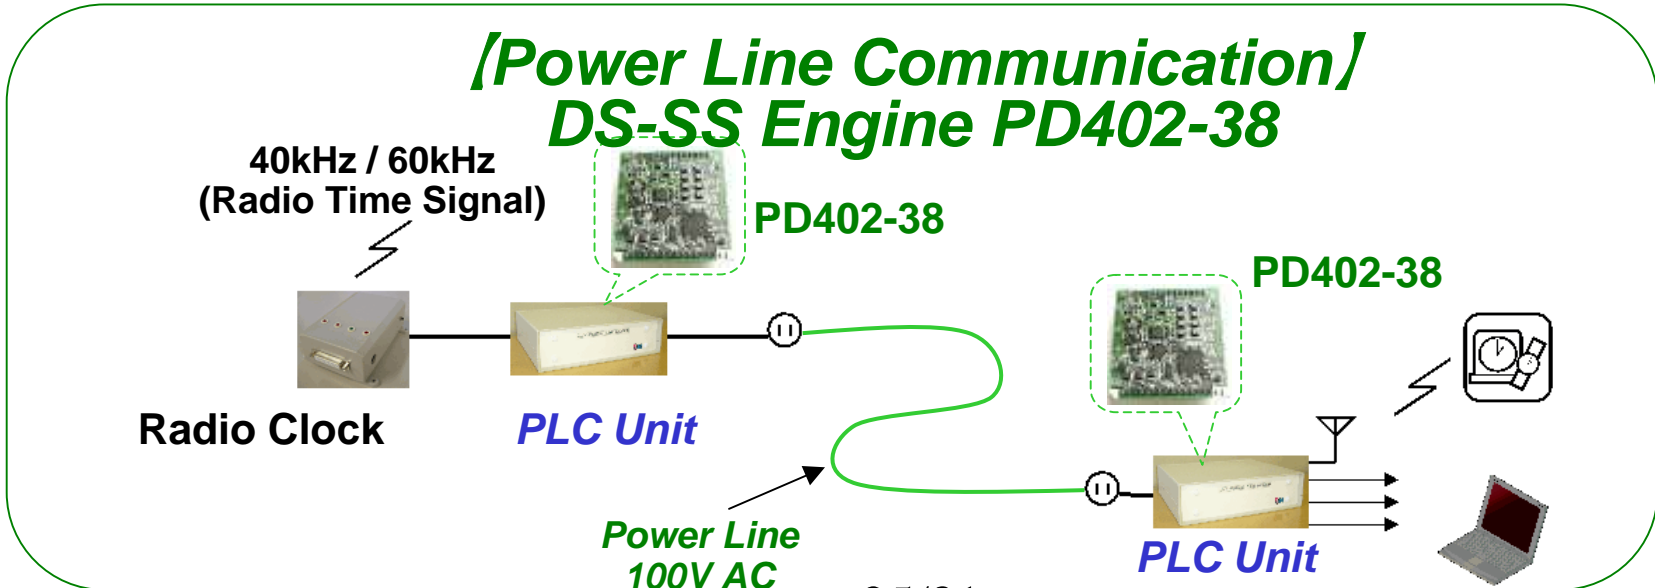 【Power Line Communication】
DS-SS Engine PD402-38
40kHz / 60kHz
(Radio Time Signal)
PD402-38
PD402-38
Radio Clock
PLC Unit
Power Line
100V AC
PLC Unit